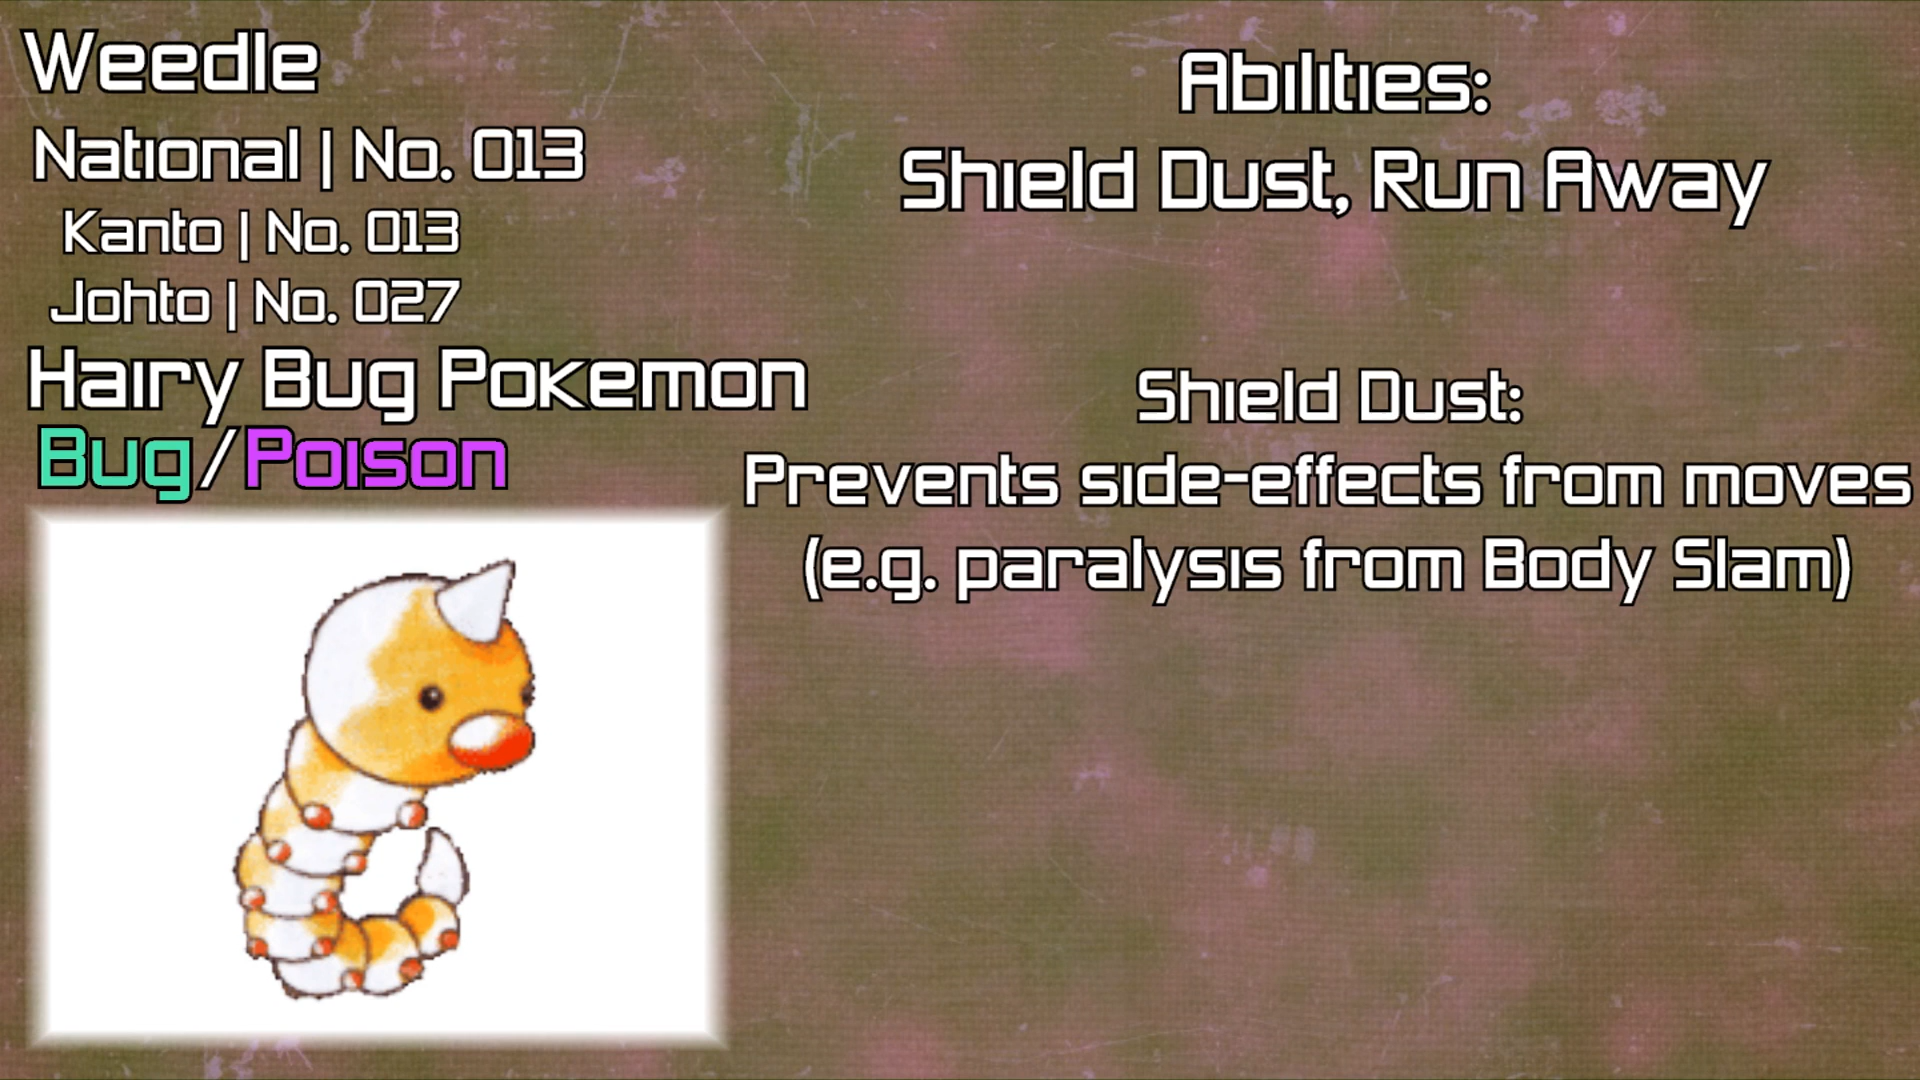 Weedle
National | No. 013
Kanto | No. 013
Johto | No. 027
Hairy Bug Pokemon
Bug/Poison
Abilities:
Shield Dust, Run Away
Shield Dust:
Prevents side-effects from moves
(e.g. paralysis from Body Slam)